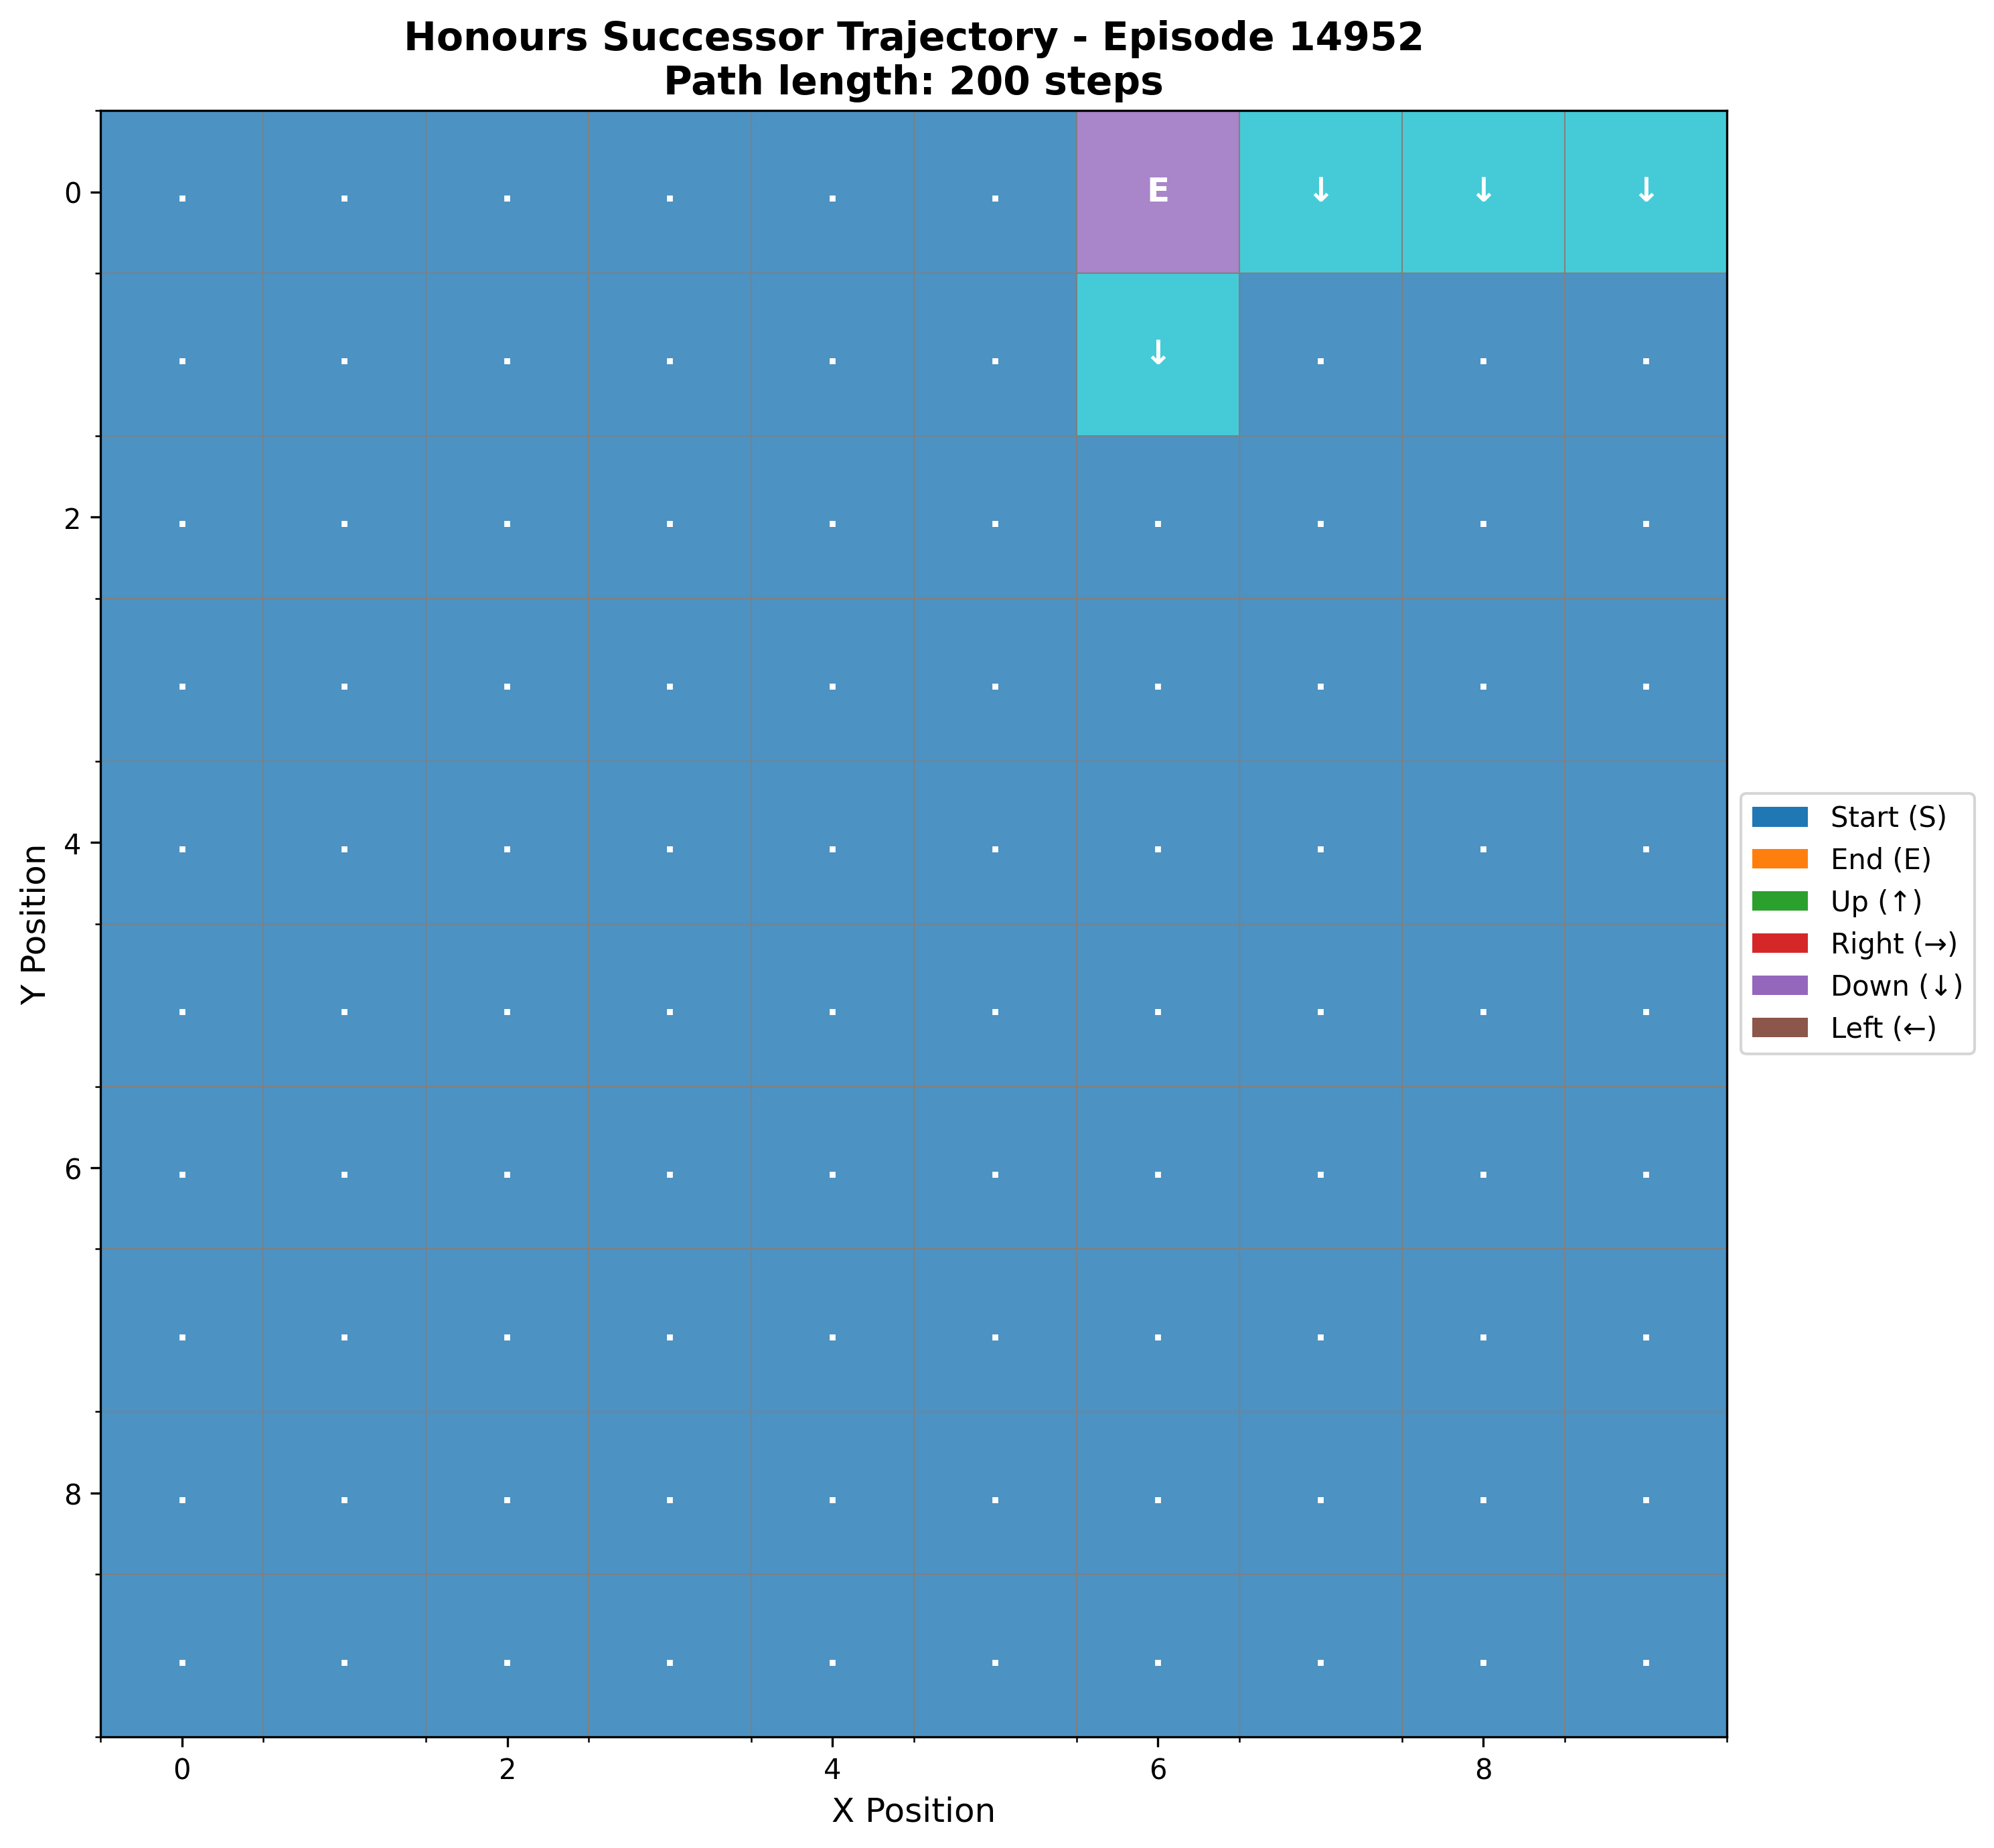 Honours Successor Trajectory - Episode 14952
Path length: 200 steps
0 . . . . . . E ↓ ↓ ↓
. . . . . . ↓ . . .
2 . . . . . . . . . .
. . . . . . . . . .
4 . . . . . . . . . .
. . . . . . . . . .
6 . . . . . . . . . .
. . . . . . . . . .
8 . . . . . . . . . .
. . . . . . . . . .
0 2 4 6 8
X Position
Y Position
Start (S)
End (E)
Up (↑)
Right (→)
Down (↓)
Left (←)